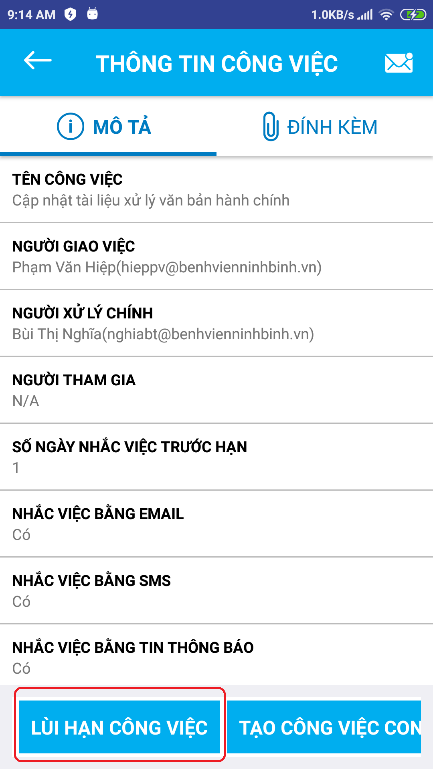 9:14 AM 1.0KB/s
THÔNG TIN CÔNG VIỆC
MÔ TẢ ĐÍNH KÈM
TÊN CÔNG VIỆC
Cập nhật tài liệu xử lý văn bản hành chính
NGƯỜI GIAO VIỆC
Phạm Văn Hiệp(hieppv@benhvienninhbinh.vn)
NGƯỜI XỬ LÝ CHÍNH
Bùi Thị Nghĩa(nghiabt@benhvienninhbinh.vn)
NGƯỜI THAM GIA
N/A
SỐ NGÀY NHẮC VIỆC TRƯỚC HẠN
1
NHẮC VIỆC BẰNG EMAIL
Có
NHẮC VIỆC BẰNG SMS
Có
NHẮC VIỆC BẰNG TIN THÔNG BÁO
Có
LÙI HẠN CÔNG VIỆC TẠO CÔNG VIỆC CON